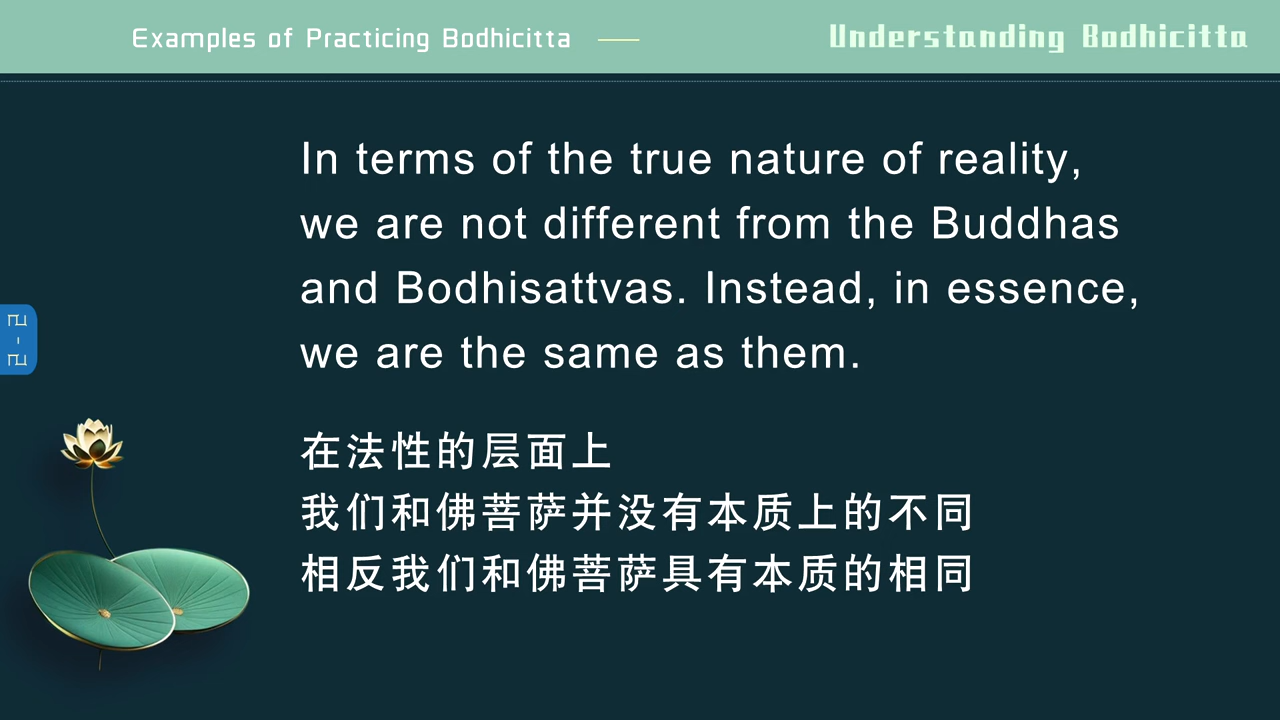 Examples of Practicing Bodhicitta
Understanding Bodhicitta
In terms of the true nature of reality,
we are not different from the Buddhas
and Bodhisattvas. Instead, in essence,
we are the same as them.
在法性的层面上
我们和佛菩萨并没有本质上的不同
相反我们和佛菩萨具有本质的相同